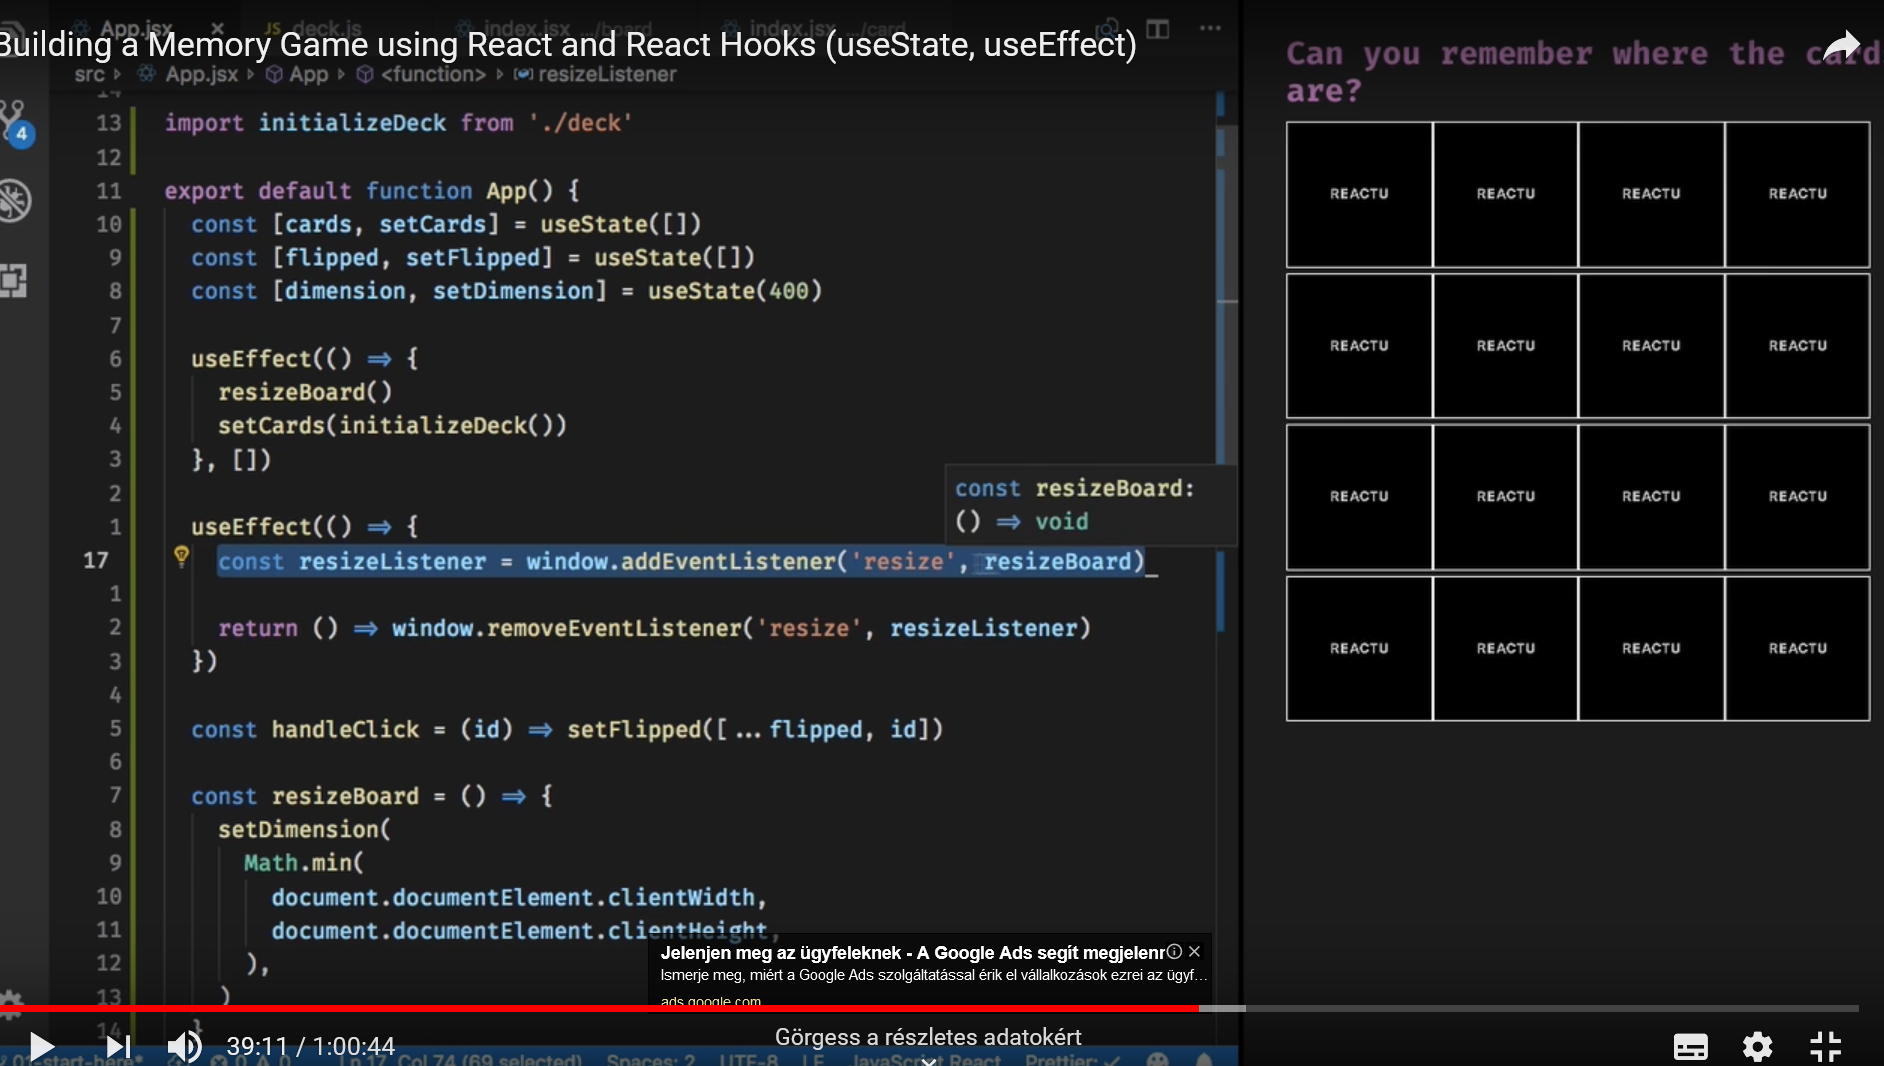 App.jsx × JS deck.js index.jsx .../board index.jsx .../card ...
Building a Memory Game using React and React Hooks (useState, useEffect)
src › App.jsx › App › <function> › resizeListener
4
14
13 import initializeDeck from './deck'
12
11 export default function App() {
10 const [cards, setCards] = useState([])
9 const [flipped, setFlipped] = useState([])
8 const [dimension, setDimension] = useState(400)
7
6 useEffect(() ⇒ {
5 resizeBoard()
4 setCards(initializeDeck())
3 }, [])
2
1 useEffect(() ⇒ {
const resizeBoard:
() ⇒ void
17 const resizeListener = window.addEventListener('resize', resizeBoard)
1
2 return () ⇒ window.removeEventListener('resize', resizeListener)
3 })
4
5 const handleClick = (id) ⇒ setFlipped([...flipped, id])
6
7 const resizeBoard = () ⇒ {
8 setDimension(
9 Math.min(
10 document.documentElement.clientWidth,
11 document.documentElement.clientHeight,
12 ),
13 )
14 }
Can you remember where the cards
are?
REACTU REACTU REACTU REACTU
REACTU REACTU REACTU REACTU
REACTU REACTU REACTU REACTU
REACTU REACTU REACTU REACTU
Jelenjen meg az ügyfeleknek - A Google Ads segít megjelenr
Ismerje meg, miért a Google Ads szolgáltatással érik el vállalkozások ezrei az ügyf...
ads.google.com
Görgess a részletes adatokért
39:11 / 1:00:44
01-start-here* 0 0 Ln 17, Col 74 (69 selected) Spaces: 2 UTF-8 LF JavaScript React Prettier: ✓